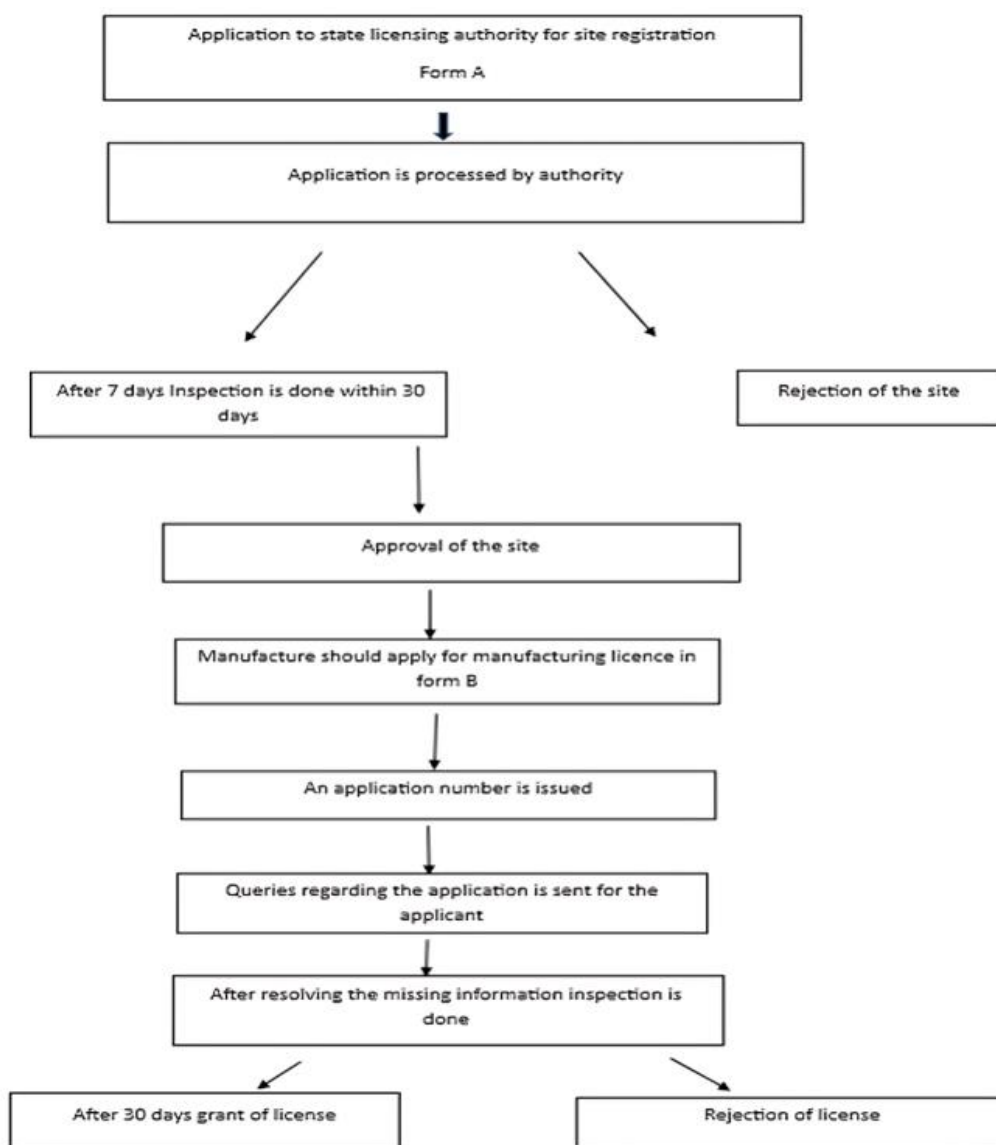 Application to state licensing authority for site registration
Form A
Application is processed by authority
After 7 days Inspection is done within 30
days
Rejection of the site
Approval of the site
Manufacture should apply for manufacturing licence in
form B
An application number is issued
Queries regarding the application is sent for the
applicant
After resolving the missing information inspection is
done
After 30 days grant of license
Rejection of license